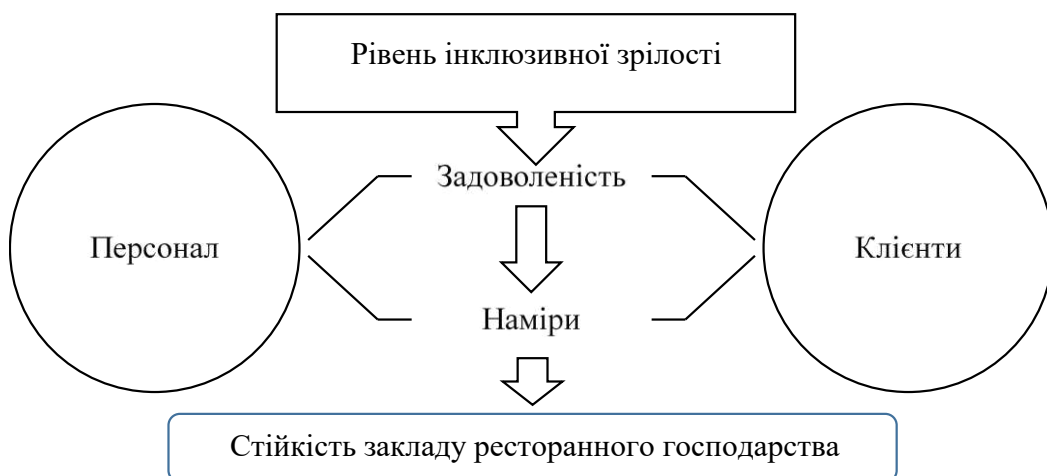 Рівень інклюзивної зрілості
Задоволеність
Персонал
Клієнти
Наміри
Стійкість закладу ресторанного господарства